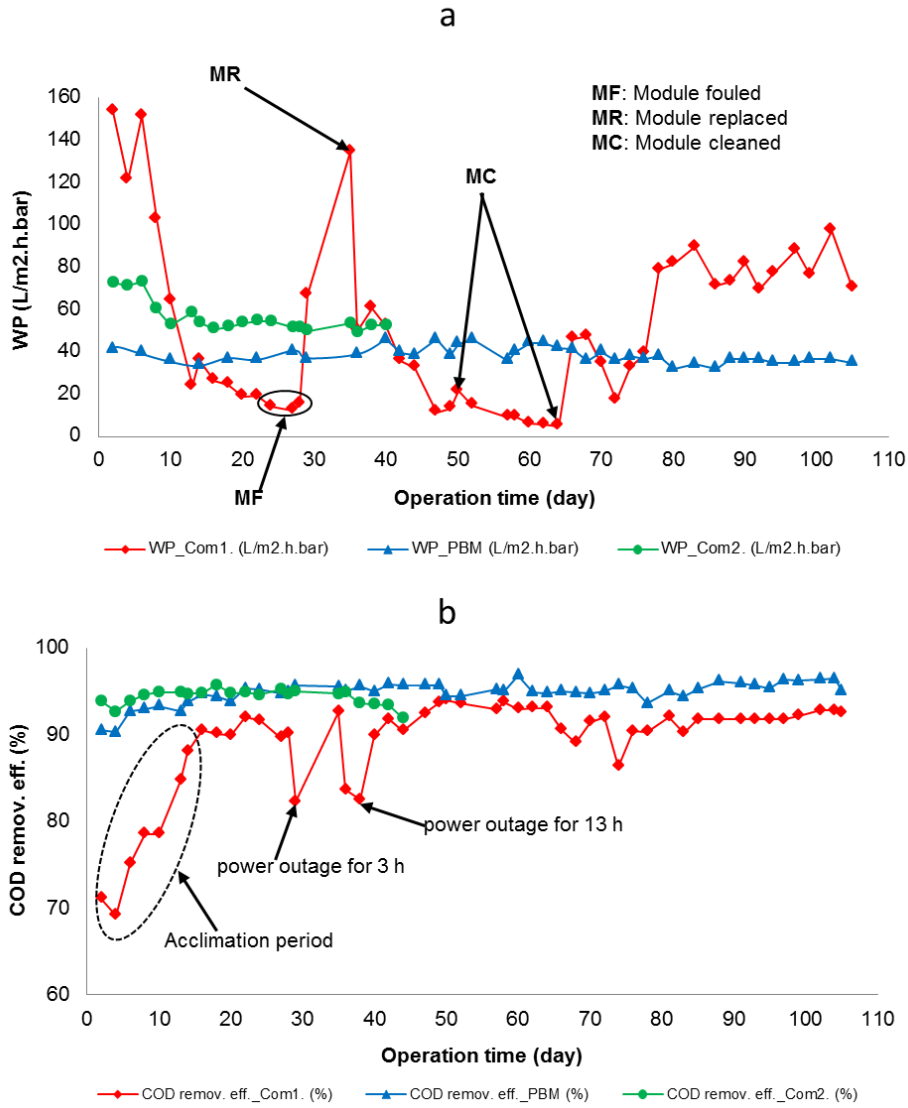 a
MR
MF: Module fouled
MR: Module replaced
MC: Module cleaned
MC
WP (L/m2.h.bar)
160
140
120
100
80
60
40
20
0
0 10 20 30 40 50 60 70 80 90 100 110
MF
Operation time (day)
WP_Com1. (L/m2.h.bar) WP_PBM (L/m2.h.bar) WP_Com2. (L/m2.h.bar)
b
COD remov. eff. (%)
100
90
80
70
60
power outage for 13 h
power outage for 3 h
Acclimation period
0 10 20 30 40 50 60 70 80 90 100 110
Operation time (day)
COD remov. eff._Com1. (%) COD remov. eff._PBM (%) COD remov. eff._Com2. (%)